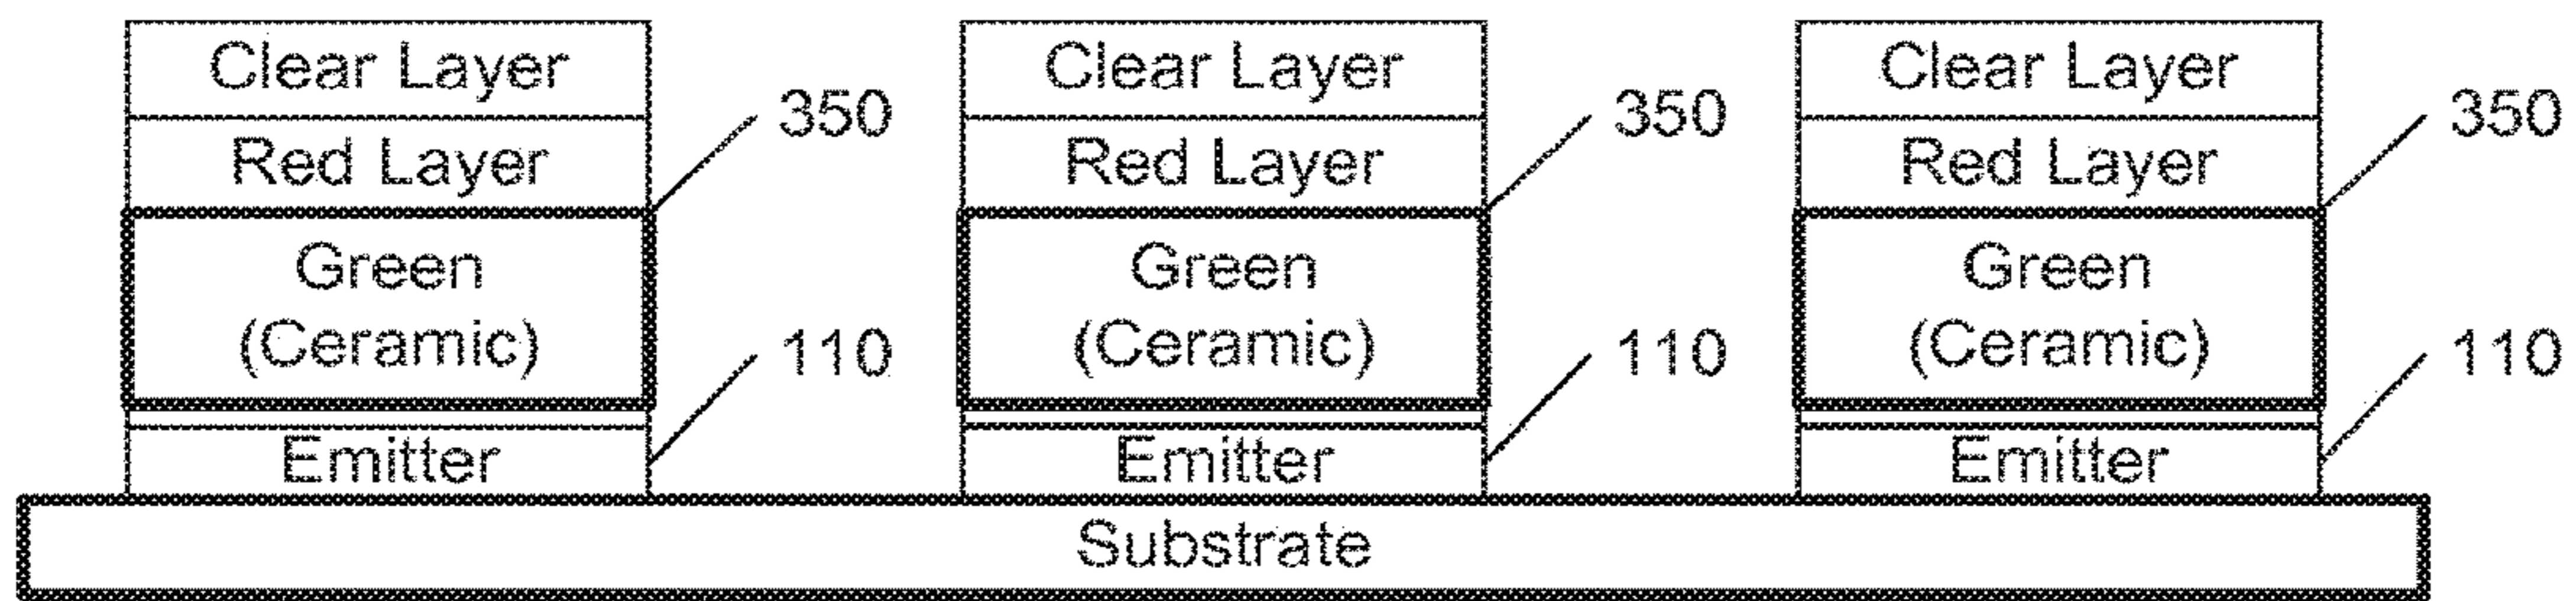 Clear Layer Clear Layer Clear Layer
350 350 350
Red Layer Red Layer Red Layer
Green Green Green
(Ceramic) (Ceramic) (Ceramic)
110 110 110
Emitter Emitter Emitter
Substrate